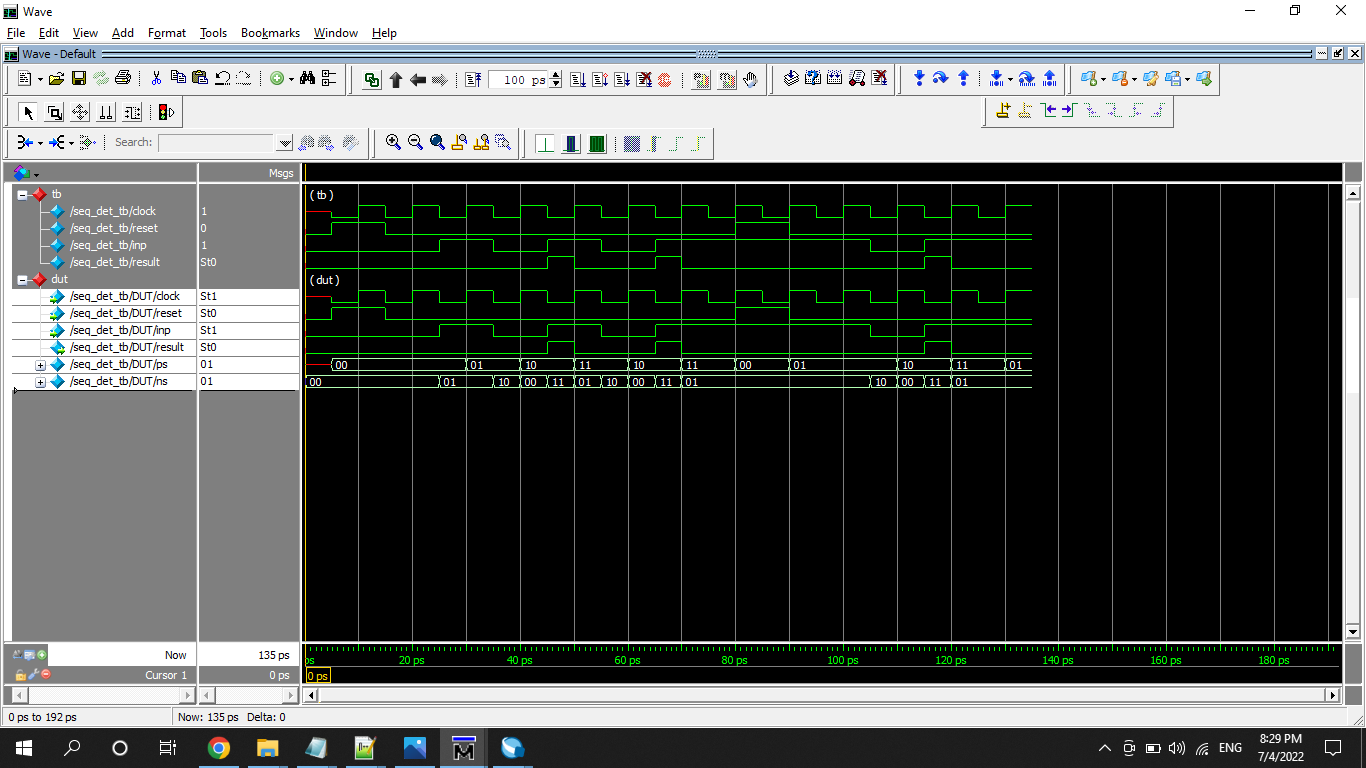 Wave
File Edit View Add Format Tools Bookmarks Window Help
Wave - Default
100 ps
Search:
Msgs
tb
( tb )
/seq_det_tb/clock 1
/seq_det_tb/reset 0
/seq_det_tb/inp 1
/seq_det_tb/result St0
dut
( dut )
/seq_det_tb/DUT/clock St1
/seq_det_tb/DUT/reset St0
/seq_det_tb/DUT/inp St1
/seq_det_tb/DUT/result St0
/seq_det_tb/DUT/ps 01 00 01 10 11 10 11 00 01 10 11 01
/seq_det_tb/DUT/ns 01 00 01 10 00 11 01 10 00 11 01 10 00 11 01
Now 135 ps ps 20 ps 40 ps 60 ps 80 ps 100 ps 120 ps 140 ps 160 ps 180 ps
Cursor 1 0 ps 0 ps
0 ps to 192 ps Now: 135 ps Delta: 0
ENG
8:29 PM
7/4/2022